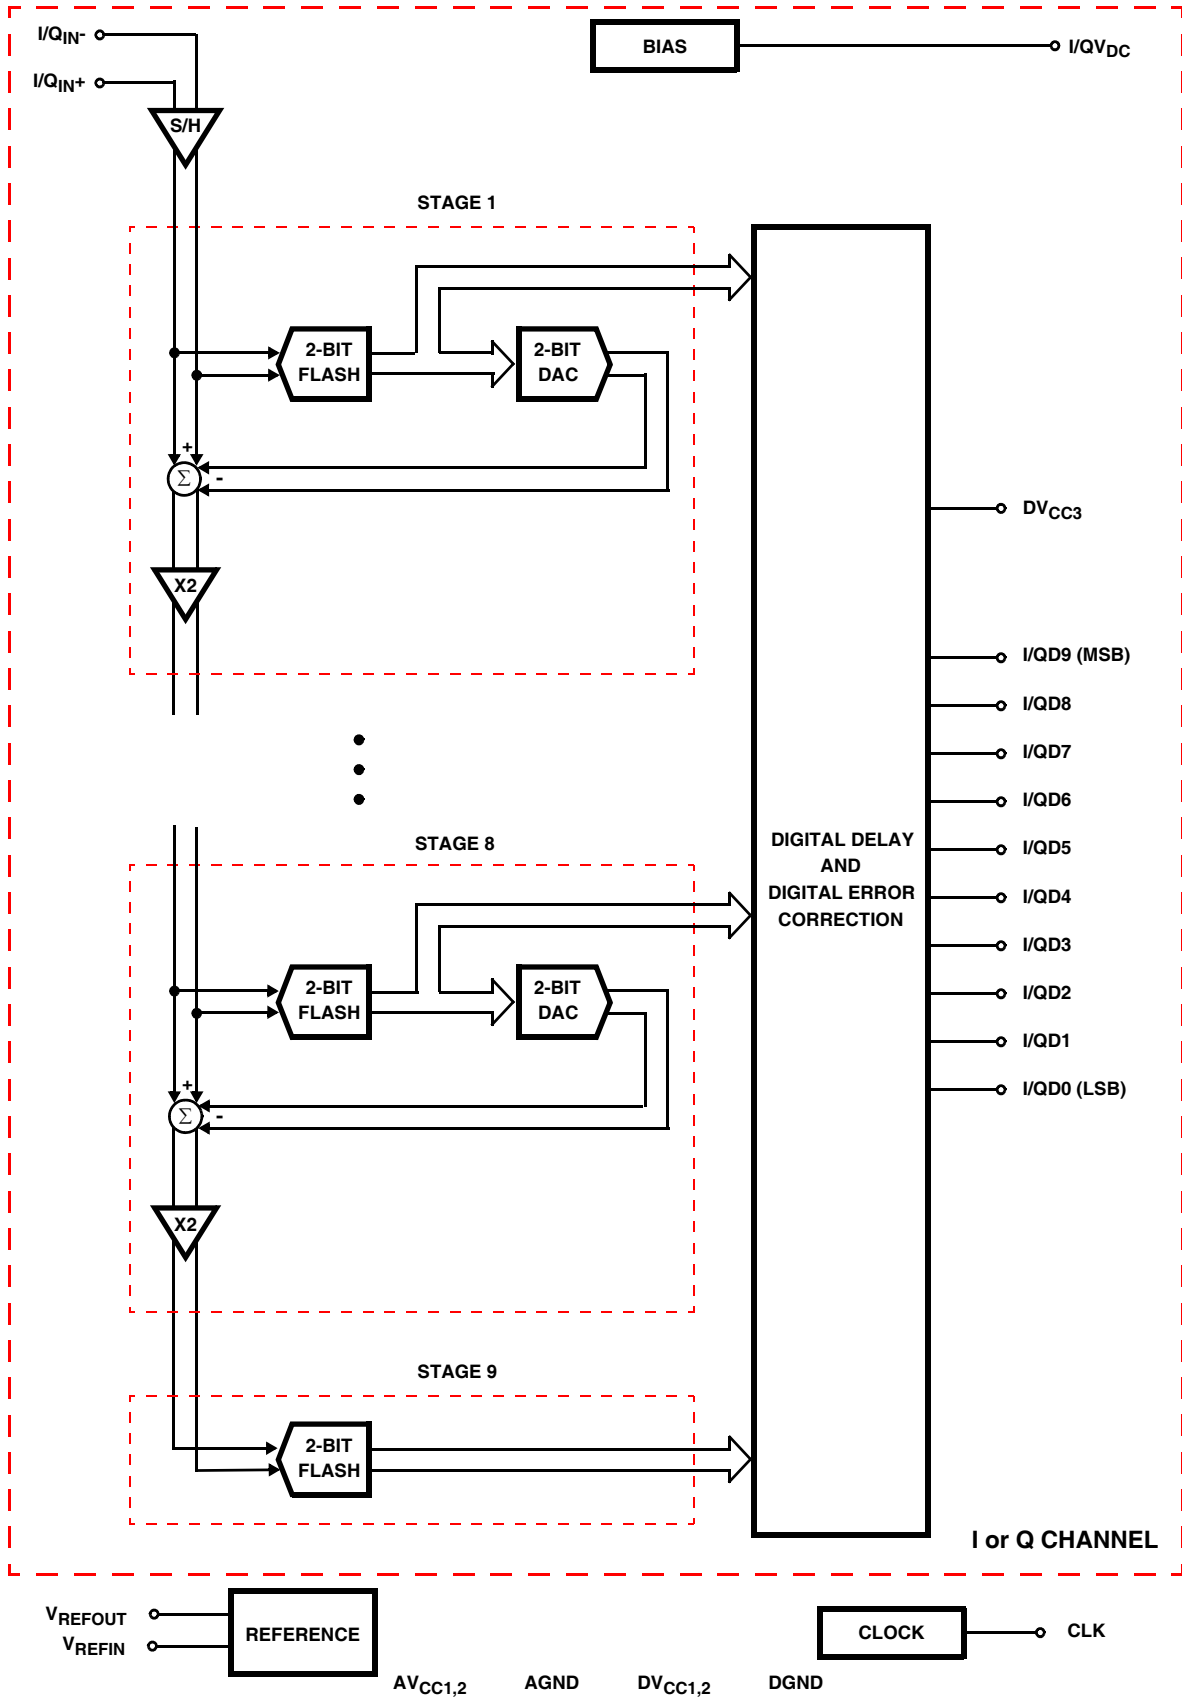 I/QIN-
BIAS
I/QVDC
I/QIN+
S/H
STAGE 1
2-BIT
FLASH
2-BIT
DAC
+
Σ
-
DVCC3
X2
I/QD9 (MSB)
I/QD8
I/QD7
I/QD6
STAGE 8
DIGITAL DELAY
AND
DIGITAL ERROR
CORRECTION
I/QD5
I/QD4
I/QD3
2-BIT
FLASH
2-BIT
DAC
I/QD2
I/QD1
+
Σ
-
I/QD0 (LSB)
X2
STAGE 9
2-BIT
FLASH
I or Q CHANNEL
VREFOUT
VREFIN
REFERENCE
CLOCK
CLK
AVCC1,2 AGND DVCC1,2 DGND